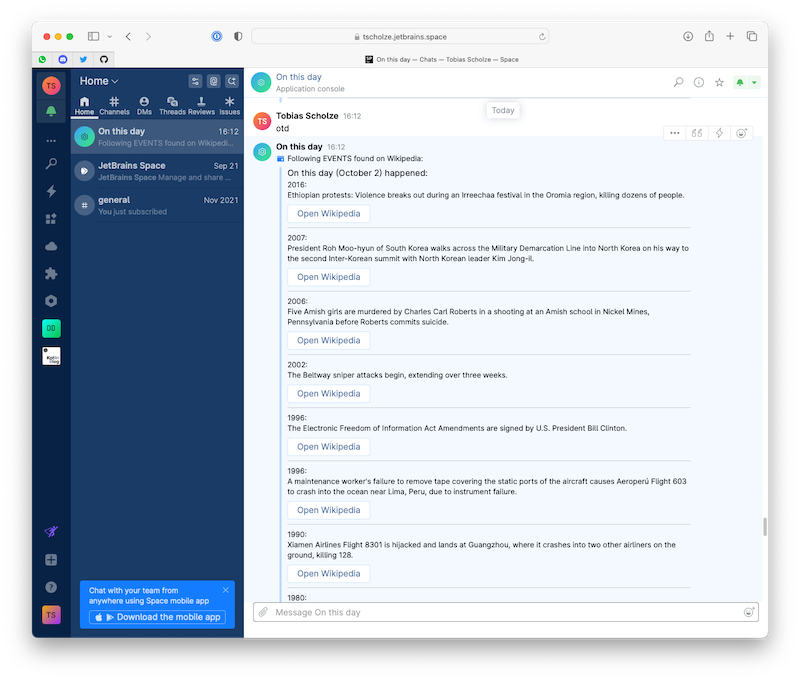 tscholze.jetbrains.space
On this day — Chats — Tobias Scholze — Space
TS
Home
Home Channels DMs Threads Reviews Issues
On this day 16:12
Following EVENTS found on Wikipedi...
JetBrains Space Sep 21
JetBrains Space Manage and share ...
general Nov 2021
You just subscribed
Chat with your team from
anywhere using Space mobile app
Download the mobile app
TS
On this day
Application console
Today
TS
Tobias Scholze 16:12
otd
On this day 16:12
Following EVENTS found on Wikipedia:
On this day (October 2) happened:
2016:
Ethiopian protests: Violence breaks out during an Irreechaa festival in the Oromia region, killing dozens of people.
Open Wikipedia
2007:
President Roh Moo-hyun of South Korea walks across the Military Demarcation Line into North Korea on his way to
the second Inter-Korean summit with North Korean leader Kim Jong-il.
Open Wikipedia
2006:
Five Amish girls are murdered by Charles Carl Roberts in a shooting at an Amish school in Nickel Mines,
Pennsylvania before Roberts commits suicide.
Open Wikipedia
2002:
The Beltway sniper attacks begin, extending over three weeks.
Open Wikipedia
1996:
The Electronic Freedom of Information Act Amendments are signed by U.S. President Bill Clinton.
Open Wikipedia
1996:
A maintenance worker's failure to remove tape covering the static ports of the aircraft causes Aeroperú Flight 603
to crash into the ocean near Lima, Peru, due to instrument failure.
Open Wikipedia
1990:
Xiamen Airlines Flight 8301 is hijacked and lands at Guangzhou, where it crashes into two other airliners on the
ground, killing 128.
Open Wikipedia
1980:
Message On this day